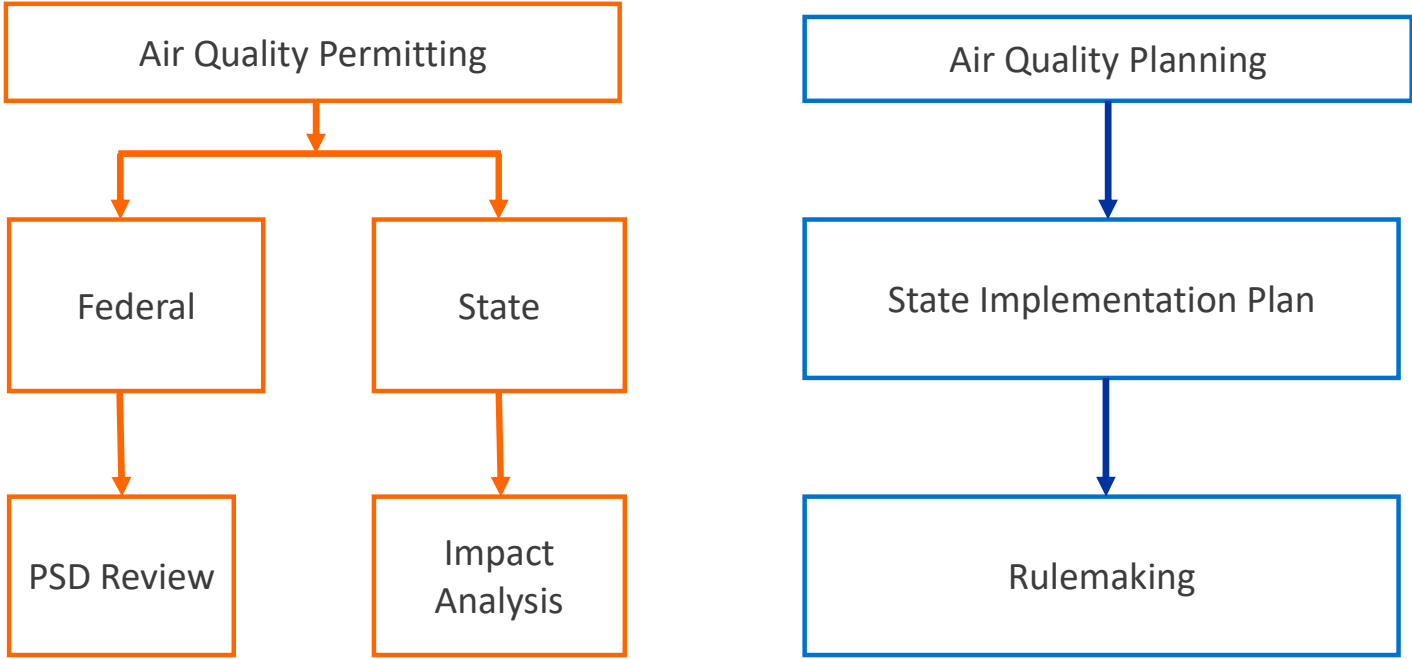 Air Quality Permitting
Air Quality Planning
Federal
State
State Implementation Plan
PSD Review
Impact
Analysis
Rulemaking